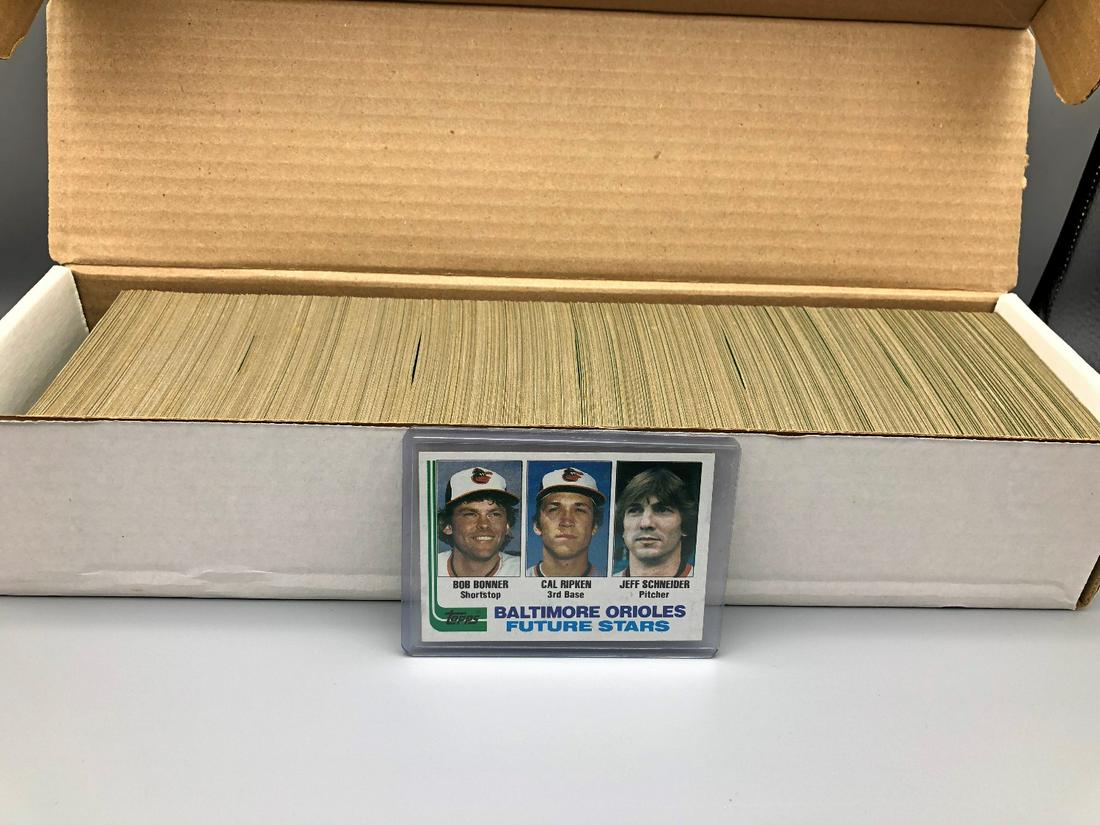 BOB BONNER
Shortstop
CAL RIPKEN
3rd Base
JEFF SCHNEIDER
Pitcher
Topps
BALTIMORE ORIOLES
FUTURE STARS